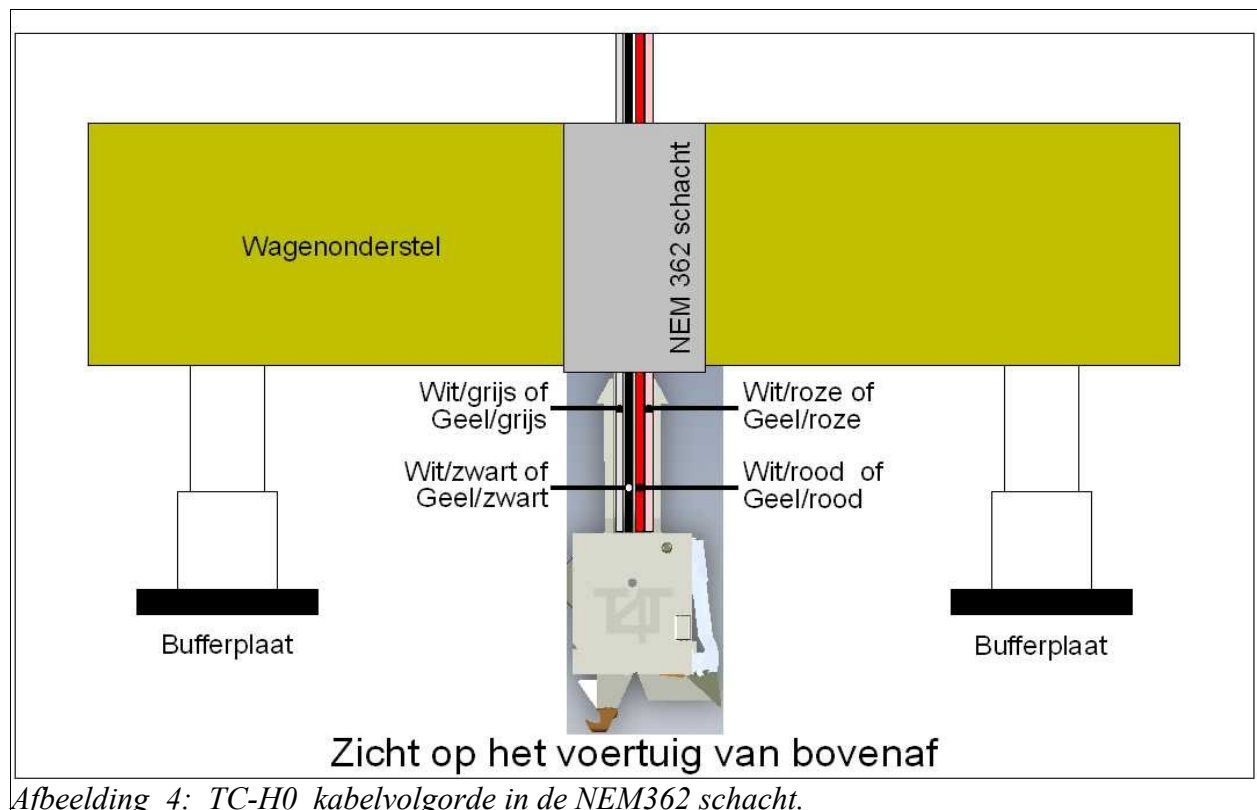 NEM 362 schacht
Wagenonderstel
Wit/grijs of
Geel/grijs
Wit/roze of
Geel/roze
Wit/zwart of
Geel/zwart
Wit/rood of
Geel/rood
T4T
Bufferplaat
Bufferplaat
Zicht op het voertuig van bovenaf
Afbeelding 4: TC-H0 kabelvolgorde in de NEM362 schacht.